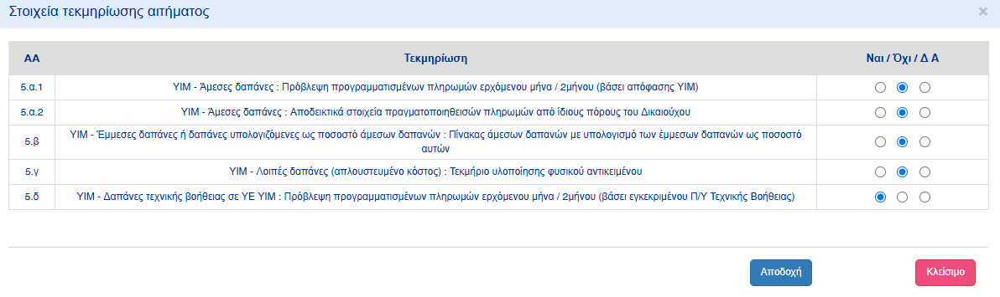 Στοιχεία τεκμηρίωσης αιτήματος ×
ΑΑ Τεκμηρίωση Ναι / Όχι / Δ Α
5.α.1 ΥΙΜ - Άμεσες δαπάνες : Πρόβλεψη προγραμματισμένων πληρωμών ερχόμενου μήνα / 2μήνου (βάσει απόφασης ΥΙΜ)
5.α.2 ΥΙΜ - Άμεσες δαπάνες : Αποδεικτικά στοιχεία πραγματοποιηθεισών πληρωμών από ίδιους πόρους του Δικαιούχου
5.β ΥΙΜ - Έμμεσες δαπάνες ή δαπάνες υπολογιζόμενες ως ποσοστό άμεσων δαπανών : Πίνακας άμεσων δαπανών με υπολογισμό των έμμεσων δαπανών ως ποσοστό
αυτών
5.γ ΥΙΜ - Λοιπές δαπάνες (απλουστευμένο κόστος) : Τεκμήριο υλοποίησης φυσικού αντικειμένου
5.δ ΥΙΜ - Δαπάνες τεχνικής βοήθειας σε ΥΕ ΥΙΜ : Πρόβλεψη προγραμματισμένων πληρωμών ερχόμενου μήνα / 2μήνου (βάσει εγκεκριμένου Π/Υ Τεχνικής Βοήθειας)
Αποδοχή Κλείσιμο